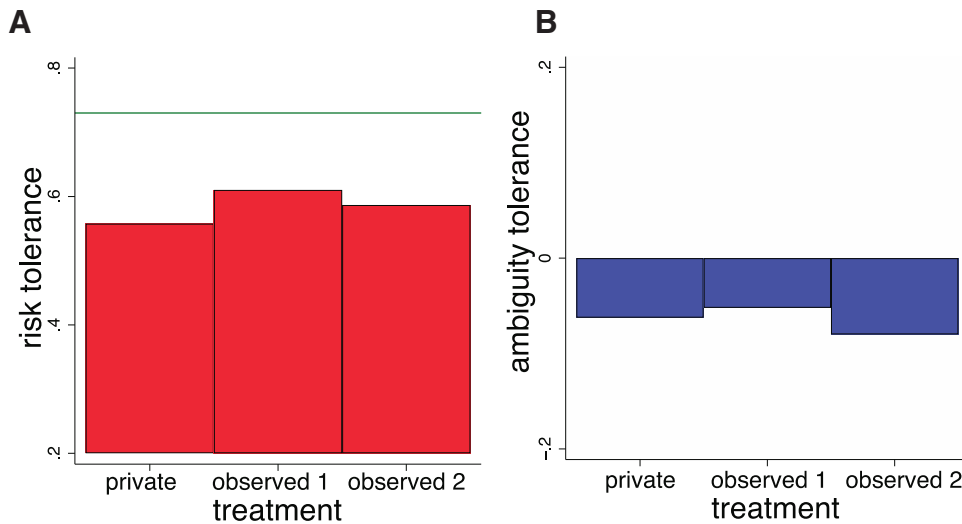 A
.8
.6
.4
.2
risk tolerance
private observed 1 observed 2
treatment
B
.2
0
-.2
ambiguity tolerance
private observed 1 observed 2
treatment